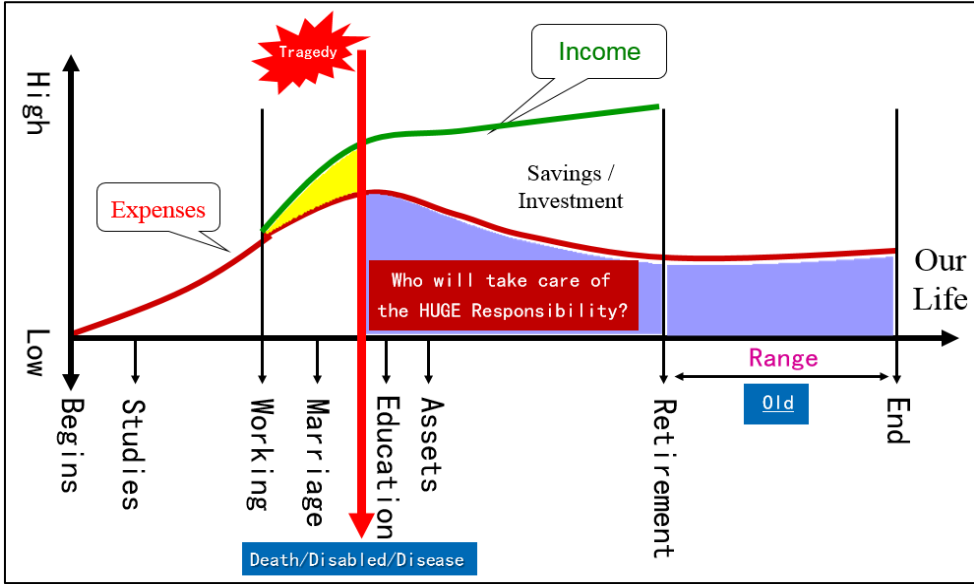 Tragedy
Income
High
Savings /
Investment
Expenses
Who will take care of
the HUGE Responsibility?
Our
Life
Low
Range
Old
Begins
Studies
Working
Marriage
Education
Assets
Retirement
End
Death/Disabled/Disease